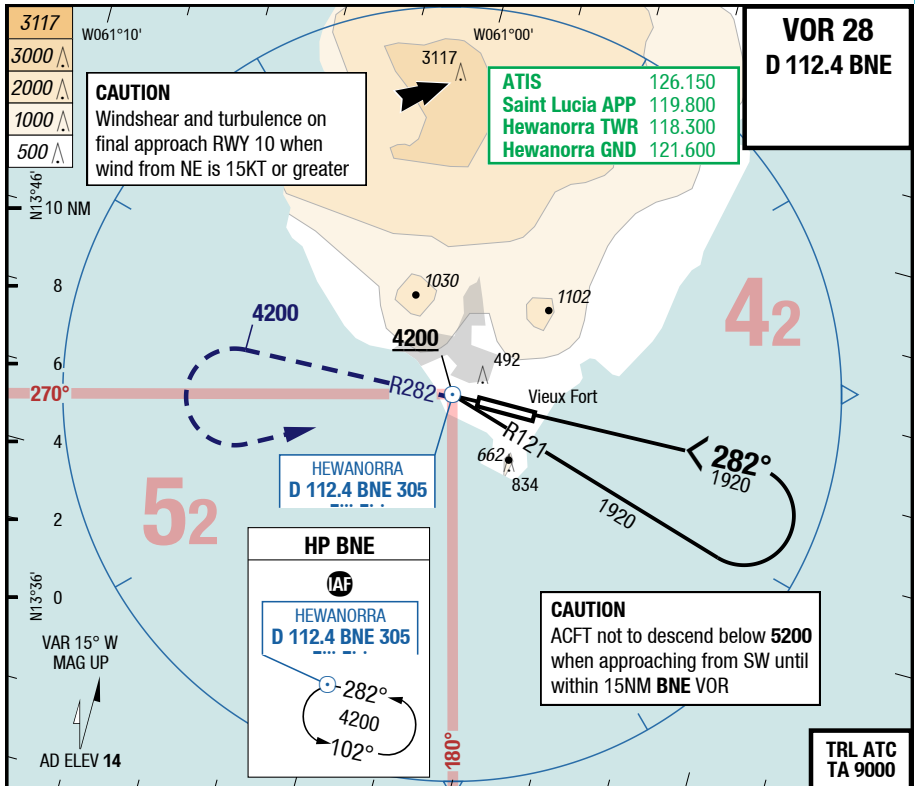 3117
3000
2000
1000
500
W061°10'
W061°00'
VOR 28
D 112.4 BNE
CAUTION
Windshear and turbulence on
final approach RWY 10 when
wind from NE is 15KT or greater
3117
ATIS 126.150
Saint Lucia APP 119.800
Hewanorra TWR 118.300
Hewanorra GND 121.600
N13°46'
10 NM
8
6
4
2
0
N13°36'
1030
1102
42
4200
4200
492
270°
R282
Vieux Fort
R121
282°
1920
1920
662
834
HEWANORRA
D 112.4 BNE 305
52
HP BNE
IAF
HEWANORRA
D 112.4 BNE 305
282°
4200
102°
180°
CAUTION
ACFT not to descend below 5200
when approaching from SW until
within 15NM BNE VOR
VAR 15° W
MAG UP
AD ELEV 14
TRL ATC
TA 9000